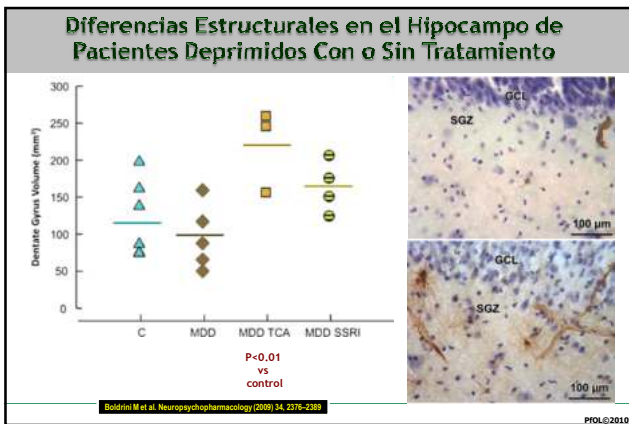 Diferencias Estructurales en el Hipocampo de
Pacientes Deprimidos Con o Sin Tratamiento
Dentate Gyrus Volume (mm³)
300
250
200
150
100
50
0
C MDD MDD TCA MDD SSRI
P<0.01
vs
control
GCL
SGZ
100 µm
GCL
SGZ
100 µm
Boldrini M et al. Neuropsychopharmacology (2009) 34, 2376–2389
PfOL©2010